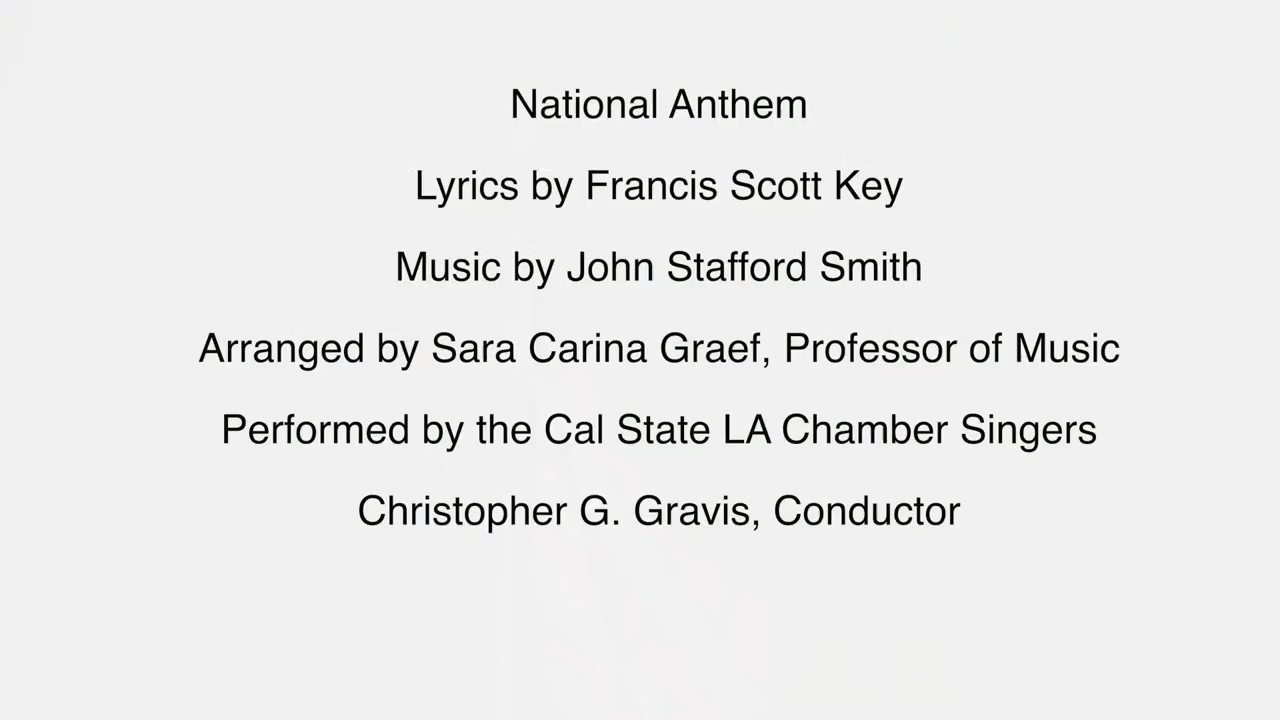 National Anthem
Lyrics by Francis Scott Key
Music by John Stafford Smith
Arranged by Sara Carina Graef, Professor of Music
Performed by the Cal State LA Chamber Singers
Christopher G. Gravis, Conductor